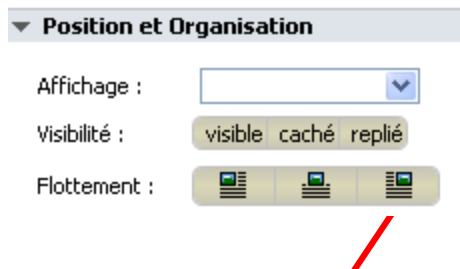 Position et Organisation
Affichage :
Visibilité : visible caché replié
Flottement :